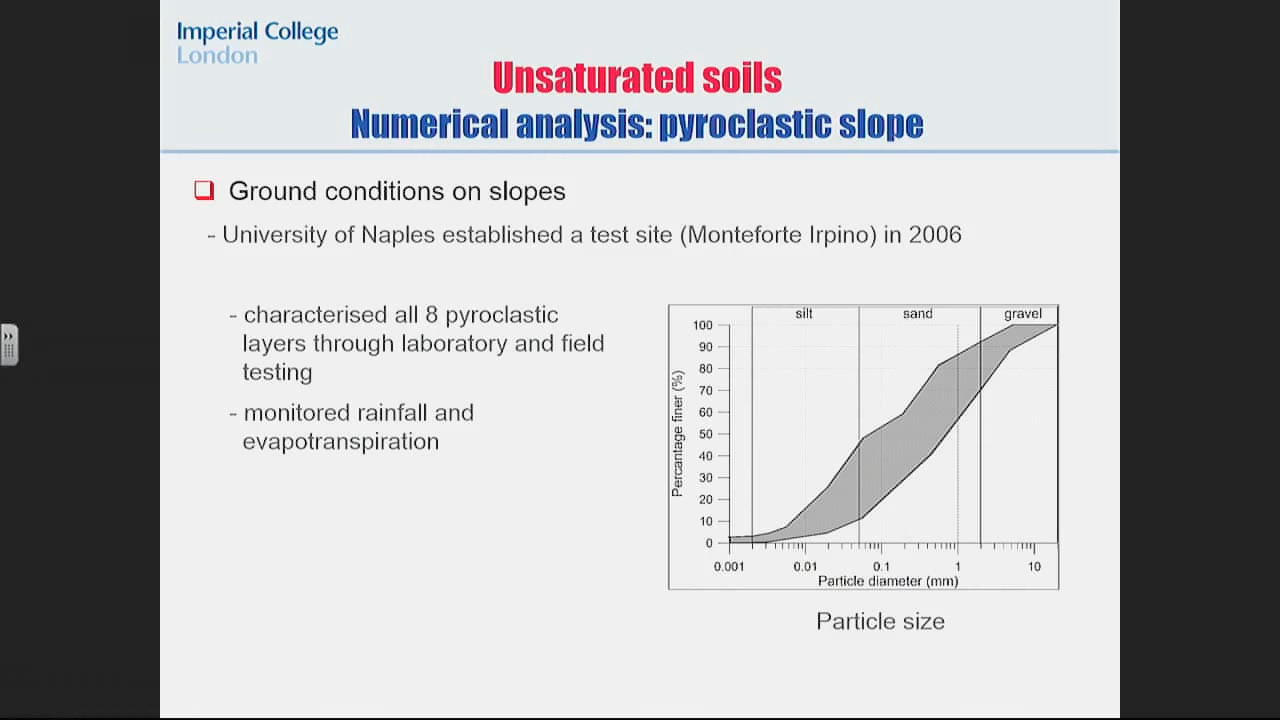 Imperial College
London
Unsaturated soils
Numerical analysis: pyroclastic slope
Ground conditions on slopes
- University of Naples established a test site (Monteforte Irpino) in 2006
- characterised all 8 pyroclastic
layers through laboratory and field
testing
- monitored rainfall and
evapotranspiration
silt sand gravel
100
90
80
70
60
50
40
30
20
10
0
Percantage finer (%)
0.001 0.01 0.1 1 10
Particle diameter (mm)
Particle size